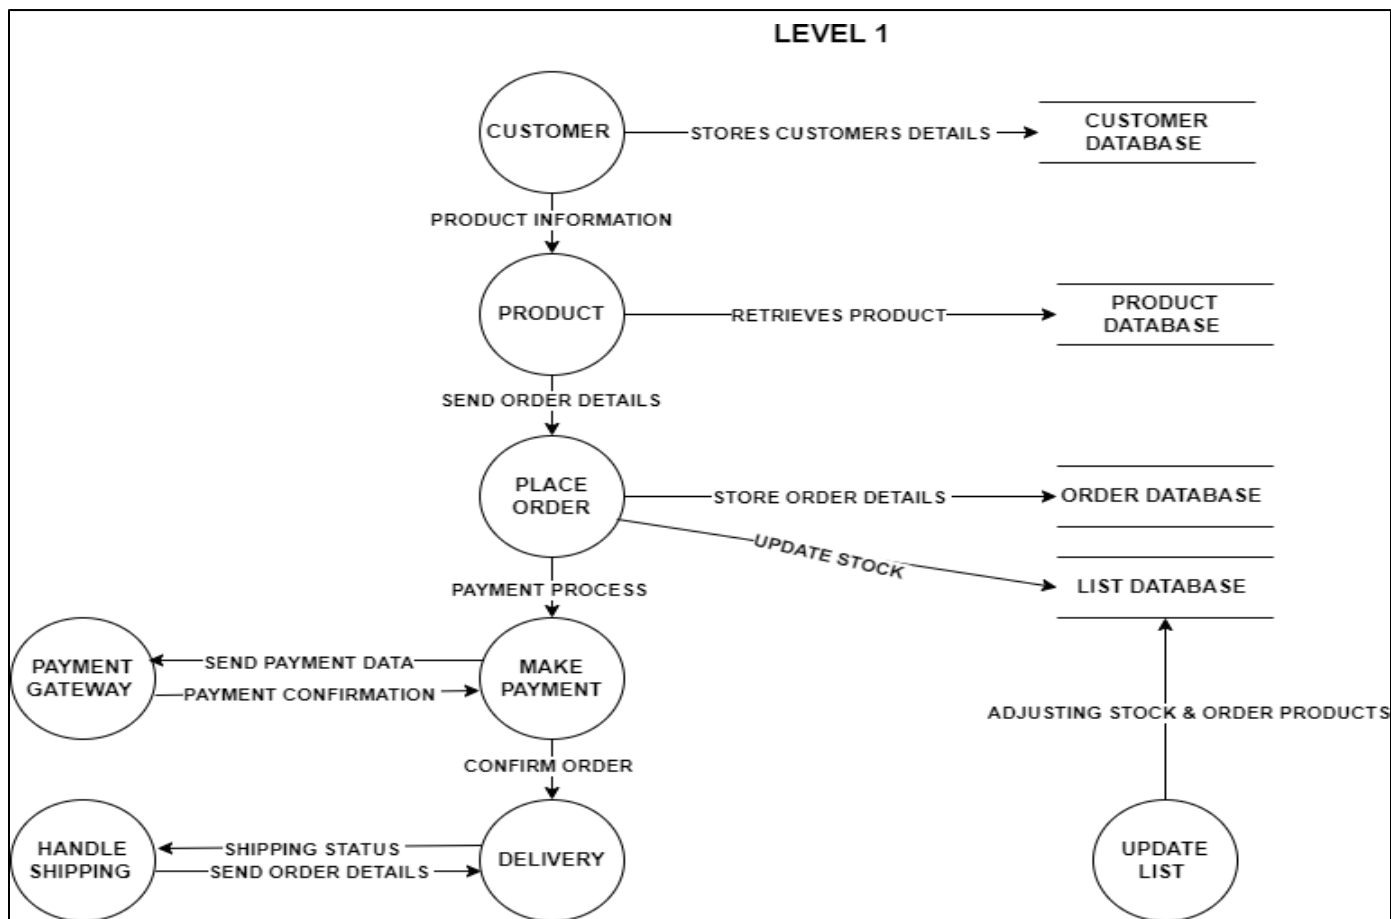 LEVEL 1
CUSTOMER
STORES CUSTOMERS DETAILS
CUSTOMER
DATABASE
PRODUCT INFORMATION
PRODUCT
RETRIEVES PRODUCT
PRODUCT
DATABASE
SEND ORDER DETAILS
PLACE
ORDER
STORE ORDER DETAILS
ORDER DATABASE
UPDATE STOCK
LIST DATABASE
PAYMENT PROCESS
PAYMENT
GATEWAY
SEND PAYMENT DATA
PAYMENT CONFIRMATION
MAKE
PAYMENT
ADJUSTING STOCK & ORDER PRODUCTS
CONFIRM ORDER
HANDLE
SHIPPING
SHIPPING STATUS
SEND ORDER DETAILS
DELIVERY
UPDATE
LIST